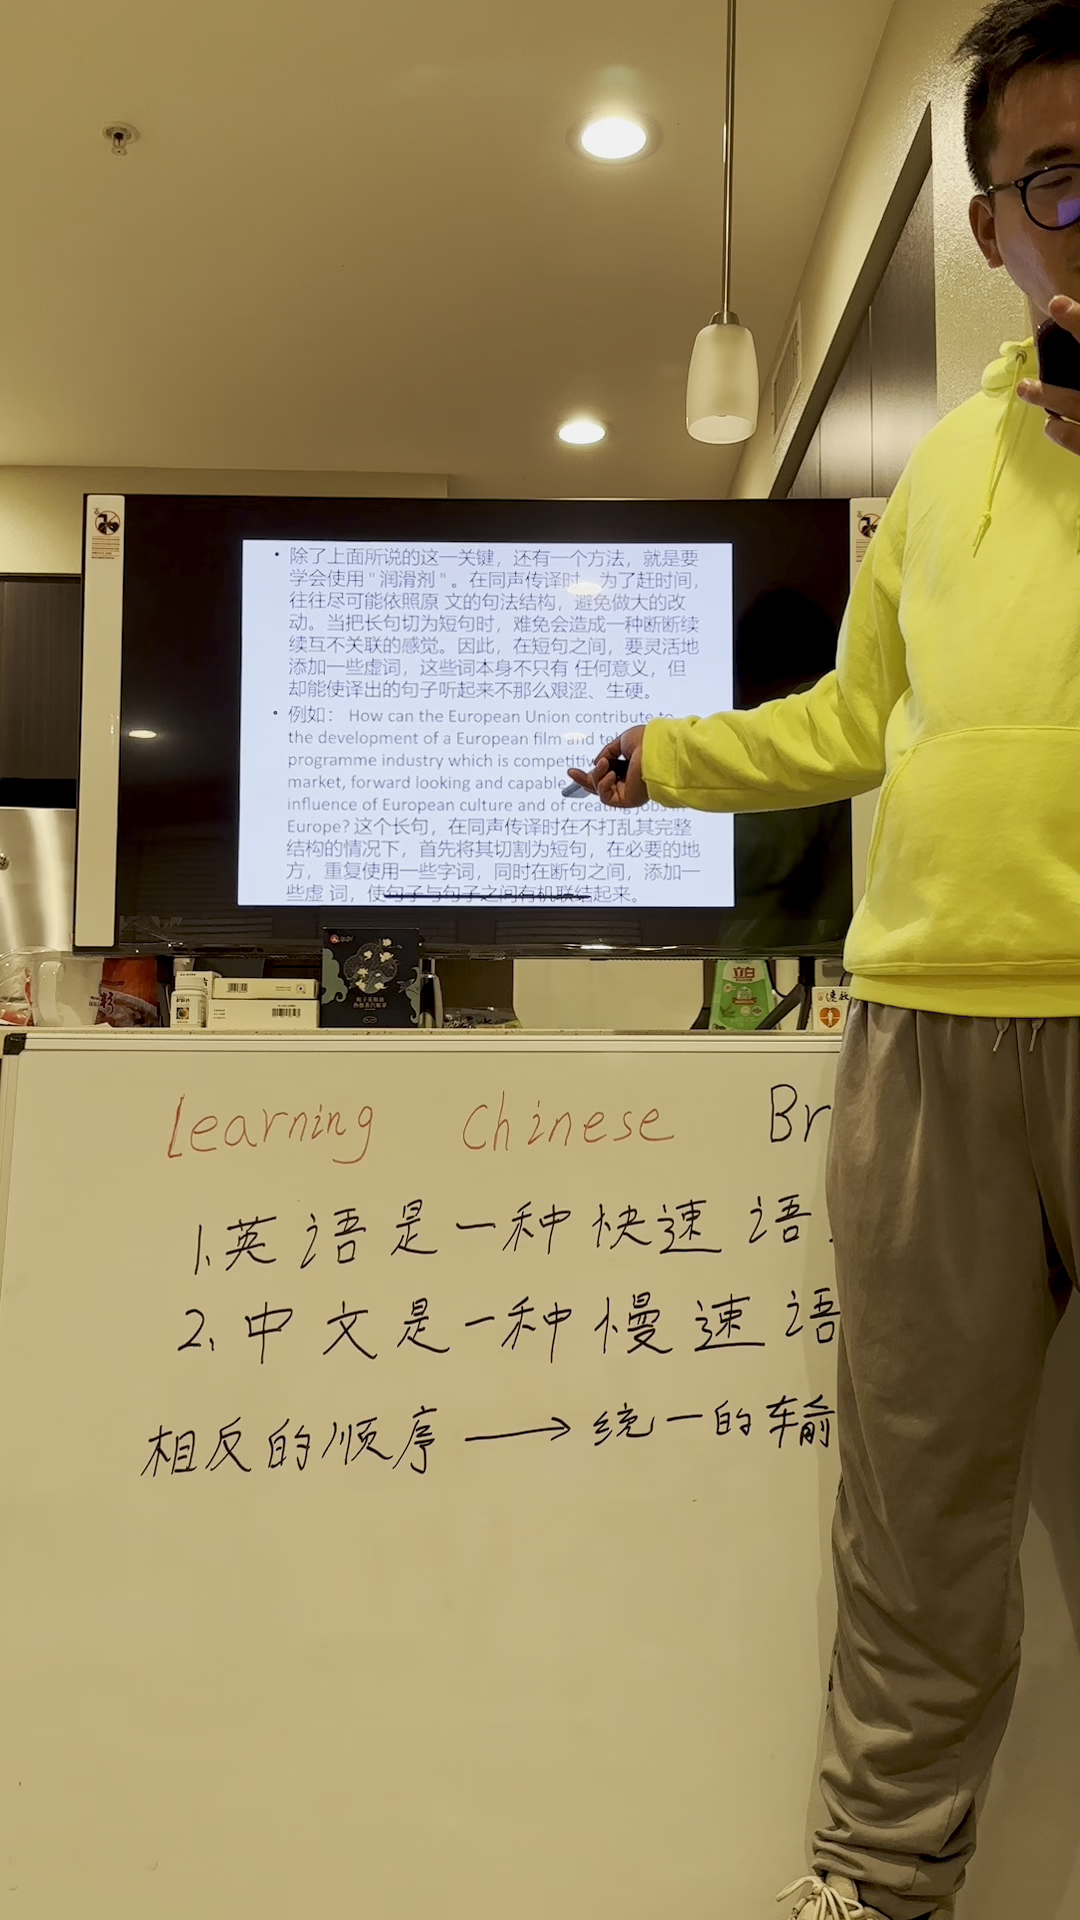 • 除了上面所说的这一关键，还有一个方法，就是要
学会使用"润滑剂"。在同声传译时，为了赶时间，
往往尽可能依照原 文的句法结构，避免做大的改
动。当把长句切为短句时，难免会造成一种断断续
续互不关联的感觉。因此，在短句之间，要灵活地
添加一些虚词，这些词本身不只有 任何意义，但
却能使译出的句子听起来不那么艰涩、生硬。
• 例如： How can the European Union contribute to
the development of a European film and
programme industry which is
market, forward looking and capable
influence of European culture and of creating jobs in
Europe? 这个长句，在同声传译时在不打乱其完整
结构的情况下，首先将其切割为短句，在必要的地
方，重复使用一些字词，同时在断句之间，添加一
些虚 词，使句子与句子之间有机联结起来。
立白
速效
learning Chinese Br
1.英语是一种快速语
2.中文是一种慢速语
相反的顺序 → 统一的输